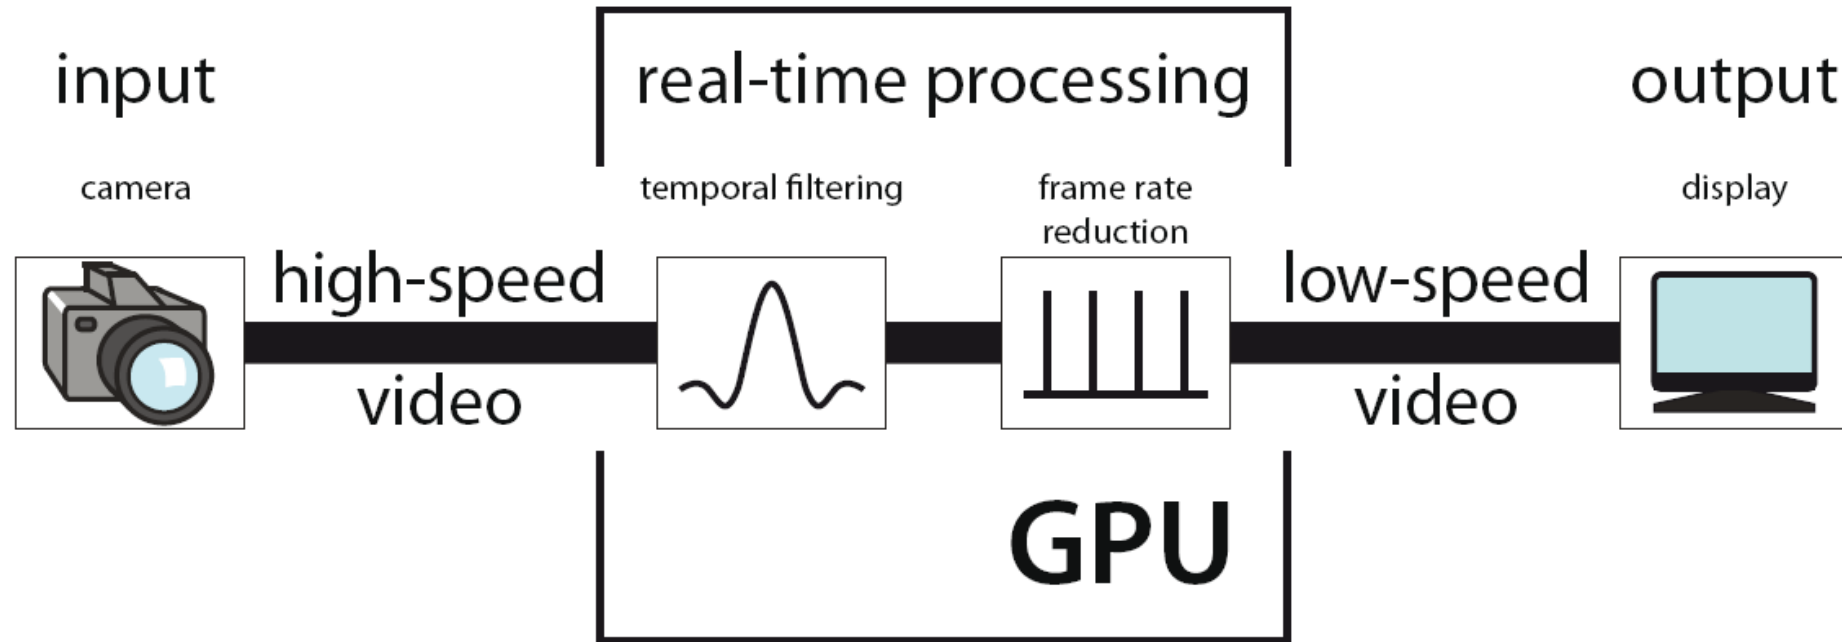 input
real-time processing
output
camera
temporal filtering
frame rate
reduction
display
high-speed
video
low-speed
video
GPU